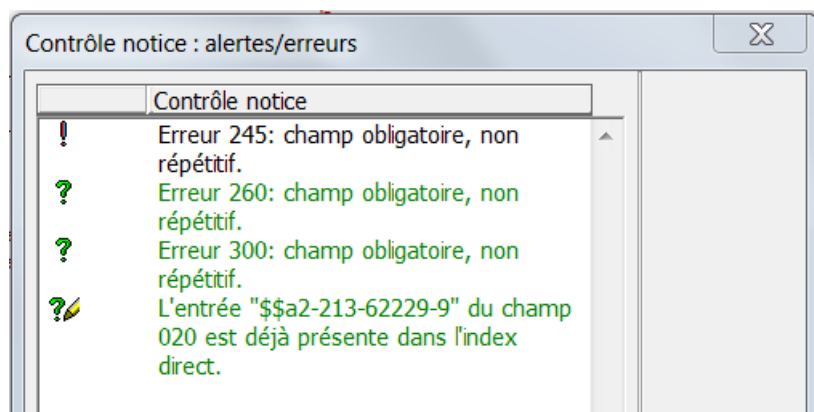 Contrôle notice : alertes/erreurs
Contrôle notice
Erreur 245: champ obligatoire, non
répétitif.
Erreur 260: champ obligatoire, non
répétitif.
Erreur 300: champ obligatoire, non
répétitif.
L'entrée "$$a2-213-62229-9" du champ
020 est déjà présente dans l'index
direct.